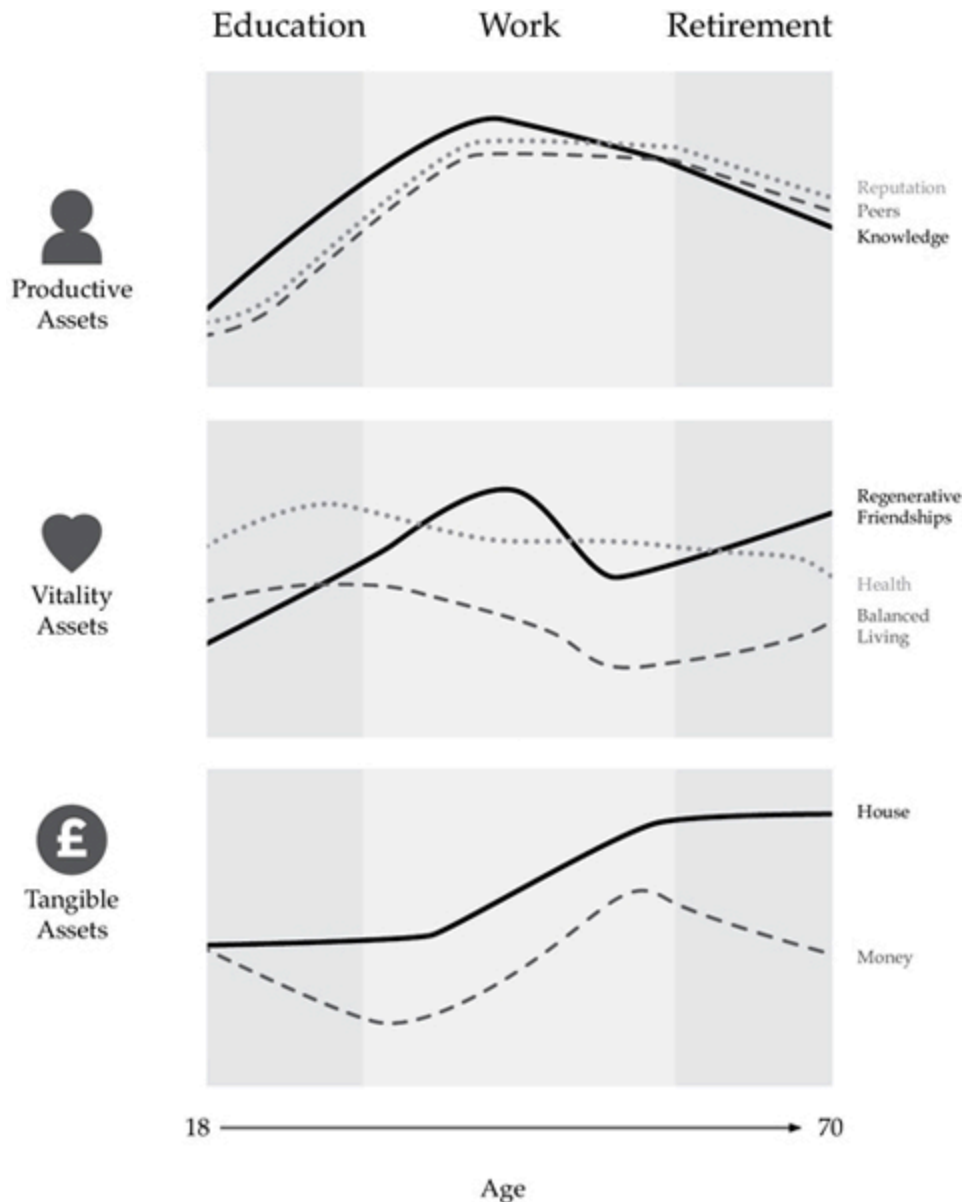 Education Work Retirement
Reputation
Peers
Knowledge
Productive
Assets
Regenerative
Friendships
Health
Balanced
Living
Vitality
Assets
House
£
Tangible
Assets
Money
18 70
Age